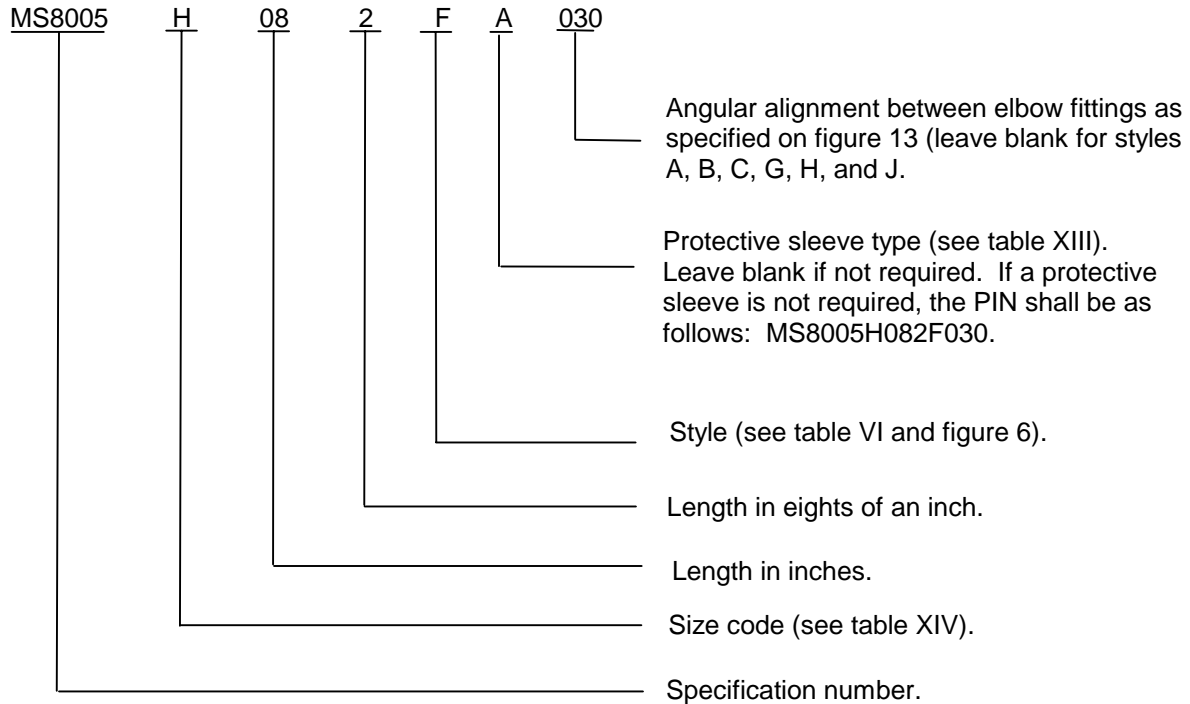 MS8005 H 08 2 F A 030
Angular alignment between elbow fittings as
specified on figure 13 (leave blank for styles
A, B, C, G, H, and J.
Protective sleeve type (see table XIII).
Leave blank if not required. If a protective
sleeve is not required, the PIN shall be as
follows: MS8005H082F030.
Style (see table VI and figure 6).
Length in eights of an inch.
Length in inches.
Size code (see table XIV).
Specification number.